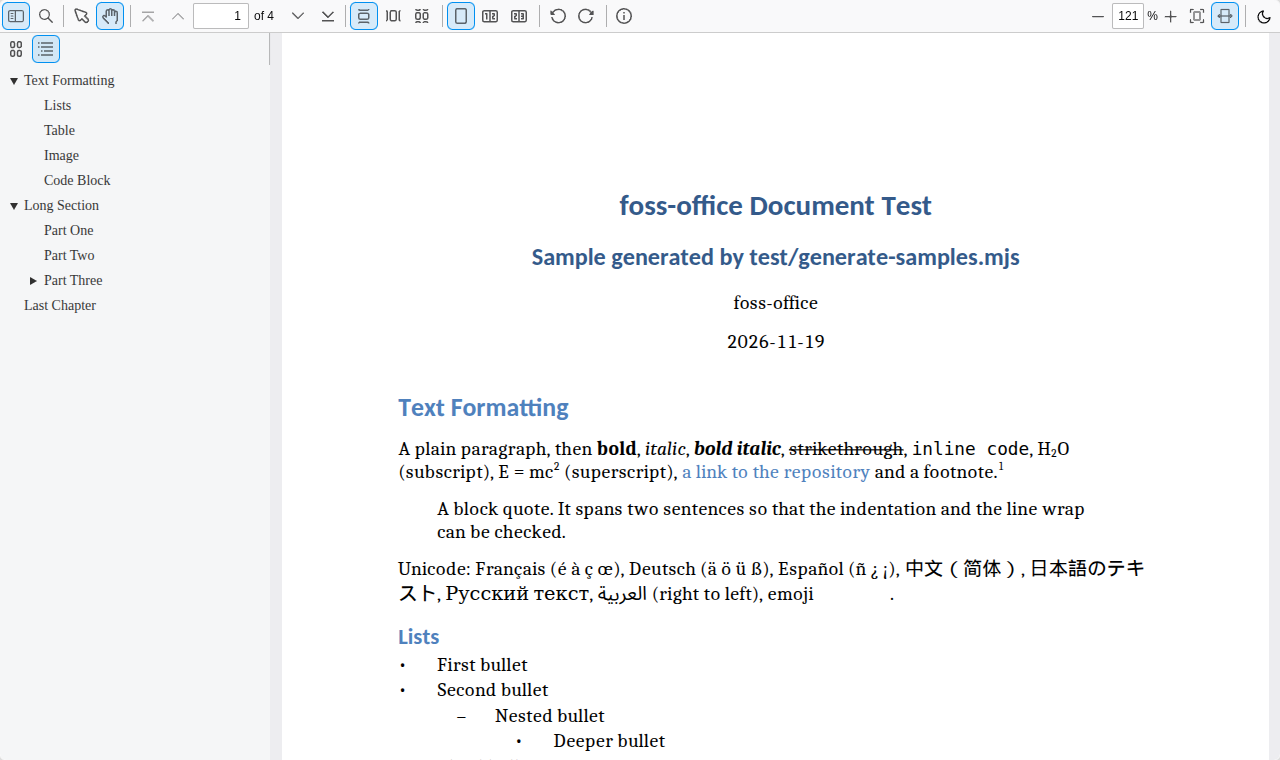 1 of 4
121 %
Text Formatting
Lists
Table
Image
Code Block
Long Section
Part One
Part Two
Part Three
Last Chapter
foss-office Document Test
Sample generated by test/generate-samples.mjs
foss-office
2026-11-19
Text Formatting
A plain paragraph, then bold, italic, bold italic, strikethrough, inline code, H₂O
(subscript), E = mc² (superscript), a link to the repository and a footnote.¹
A block quote. It spans two sentences so that the indentation and the line wrap
can be checked.
Unicode: Français (é à ç œ), Deutsch (ä ö ü ß), Español (ñ ¿ ¡), 中文（简体）, 日本語のテキ
スト, Русский текст, العربية (right to left), emoji .
Lists
• First bullet
• Second bullet
– Nested bullet
• Deeper bullet